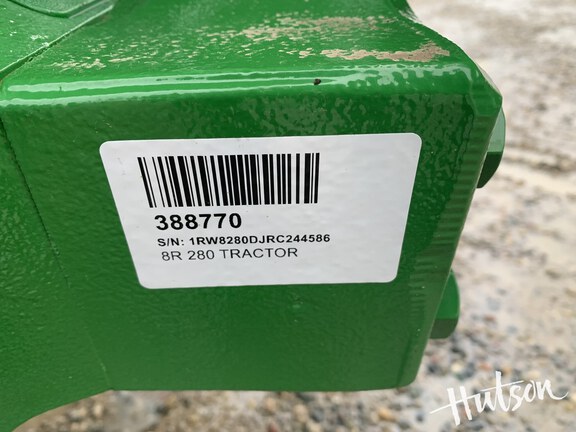 388770
S/N: 1RW8280DJRC244586
8R 280 TRACTOR
Hutson